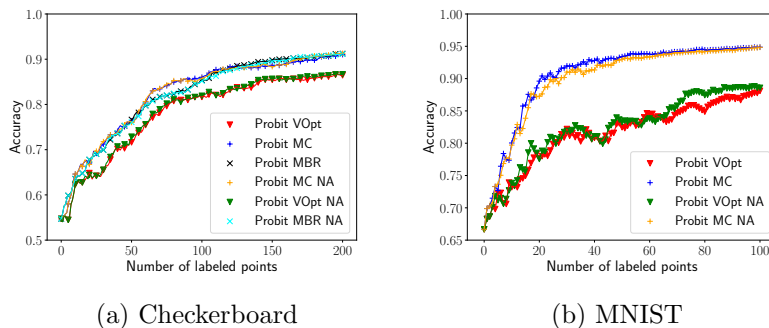 1.0
0.9
0.8
0.7
0.6
0.5
Accuracy
0 50 100 150 200
Number of labeled points
Probit VOpt
Probit MC
Probit MBR
Probit MC NA
Probit VOpt NA
Probit MBR NA
(a) Checkerboard
1.00
0.95
0.90
0.85
0.80
0.75
0.70
0.65
Accuracy
0 20 40 60 80 100
Number of labeled points
Probit VOpt
Probit MC
Probit VOpt NA
Probit MC NA
(b) MNIST